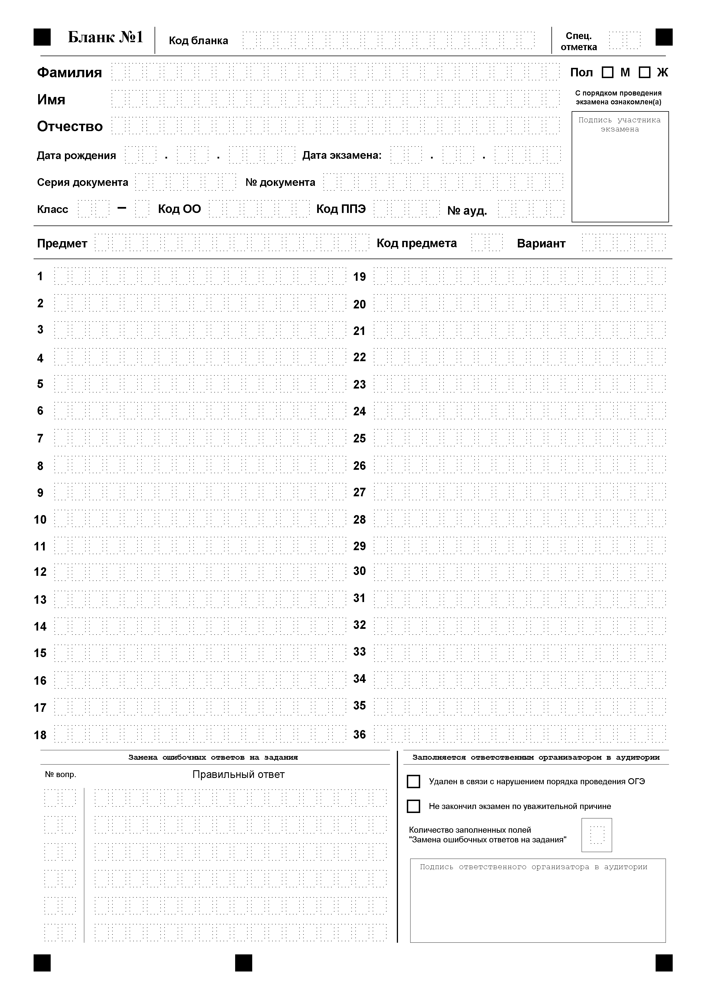 Бланк №1 Код бланка Спец. отметка
Фамилия Пол М Ж
Имя С порядком проведения экзамена ознакомлен(а)
Отчество Подпись участника экзамена
Дата рождения . . Дата экзамена: . .
Серия документа № документа
Класс – Код ОО Код ППЭ № ауд.
Предмет Код предмета Вариант
1 19
2 20
3 21
4 22
5 23
6 24
7 25
8 26
9 27
10 28
11 29
12 30
13 31
14 32
15 33
16 34
17 35
18 36
Замена ошибочных ответов на задания
№ вопр. Правильный ответ
Заполняется ответственным организатором в аудитории
Удален в связи с нарушением порядка проведения ОГЭ
Не закончил экзамен по уважительной причине
Количество заполненных полей
"Замена ошибочных ответов на задания"
Подпись ответственного организатора в аудитории